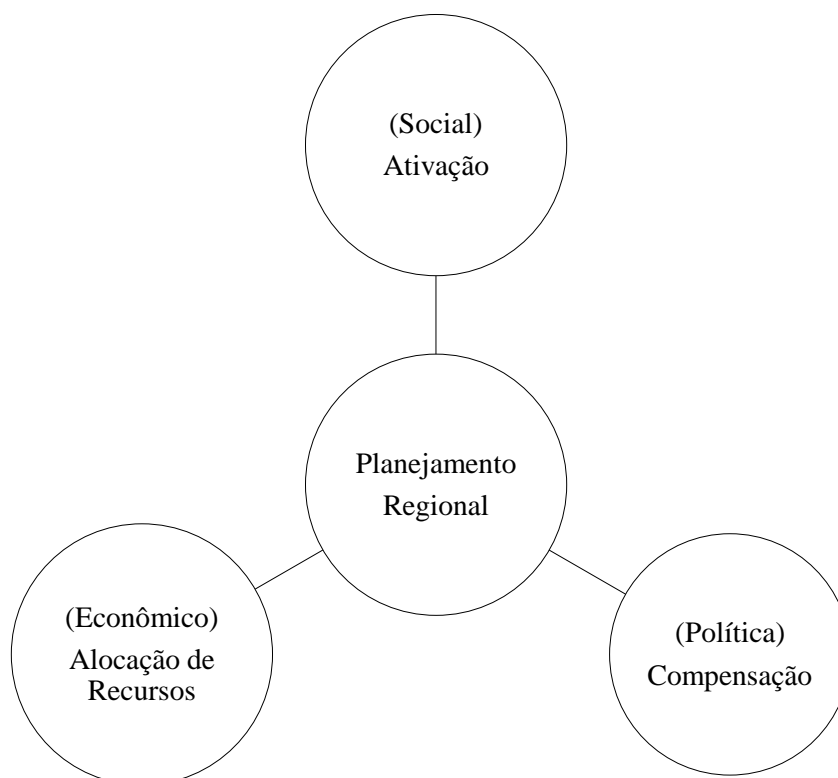 (Social)
Ativação
Planejamento
Regional
(Econômico)
Alocação de
Recursos
(Política)
Compensação